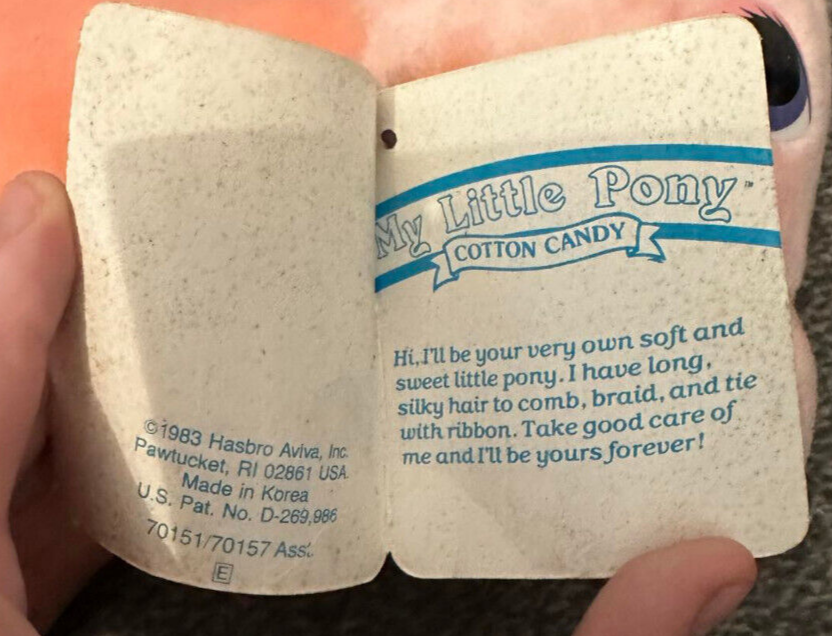 ©1983 Hasbro Aviva, Inc.
Pawtucket, RI 02861 USA
Made in Korea
U.S. Pat. No. D-269,986
70151/70157 Asst.
E
My Little Pony™
COTTON CANDY
Hi, I'll be your very own soft and
sweet little pony. I have long,
silky hair to comb, braid, and tie
with ribbon. Take good care of
me and I'll be yours forever!